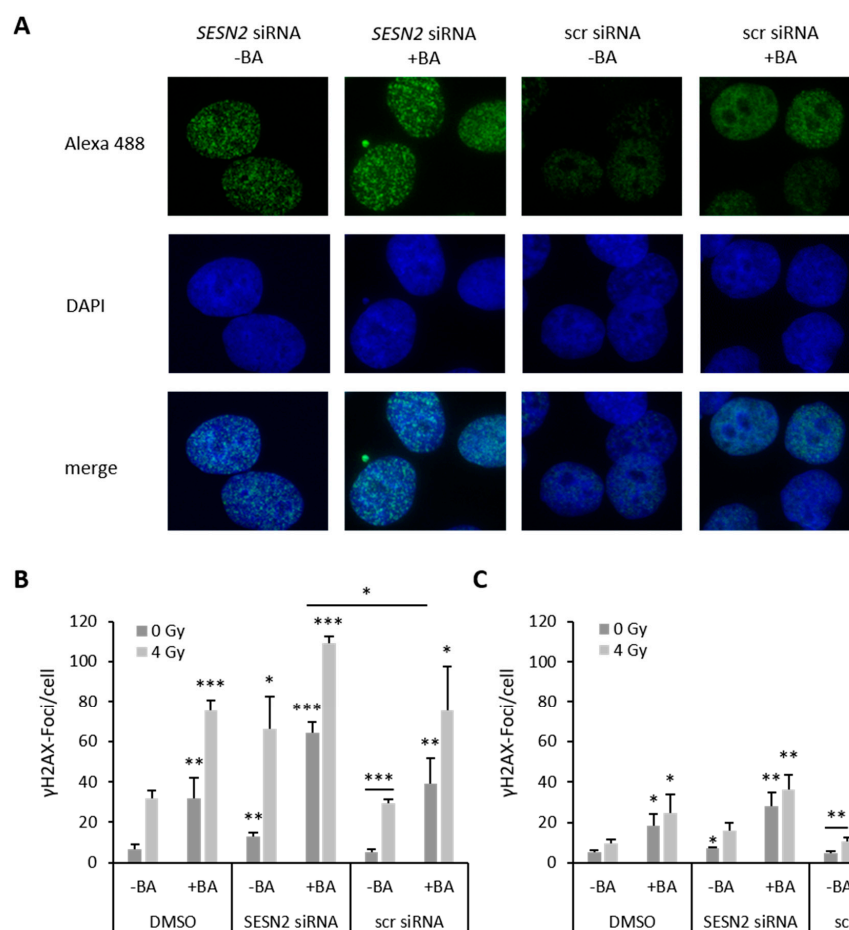 A
SESN2 siRNA
-BA
SESN2 siRNA
+BA
scr siRNA
-BA
scr siRNA
+BA
Alexa 488
DAPI
merge
B
γH2AX-Foci/cell
120
100
80
60
40
20
0
0 Gy
4 Gy
*
***
*
***
*
***
**
**
***
**
-BA
+BA
-BA
+BA
-BA
+BA
DMSO
SESN2 siRNA
scr siRNA
C
γH2AX-Foci/cell
120
100
80
60
40
20
0
0 Gy
4 Gy
**
*
*
**
*
**
-BA
+BA
-BA
+BA
-BA
DMSO
SESN2 siRNA
sc